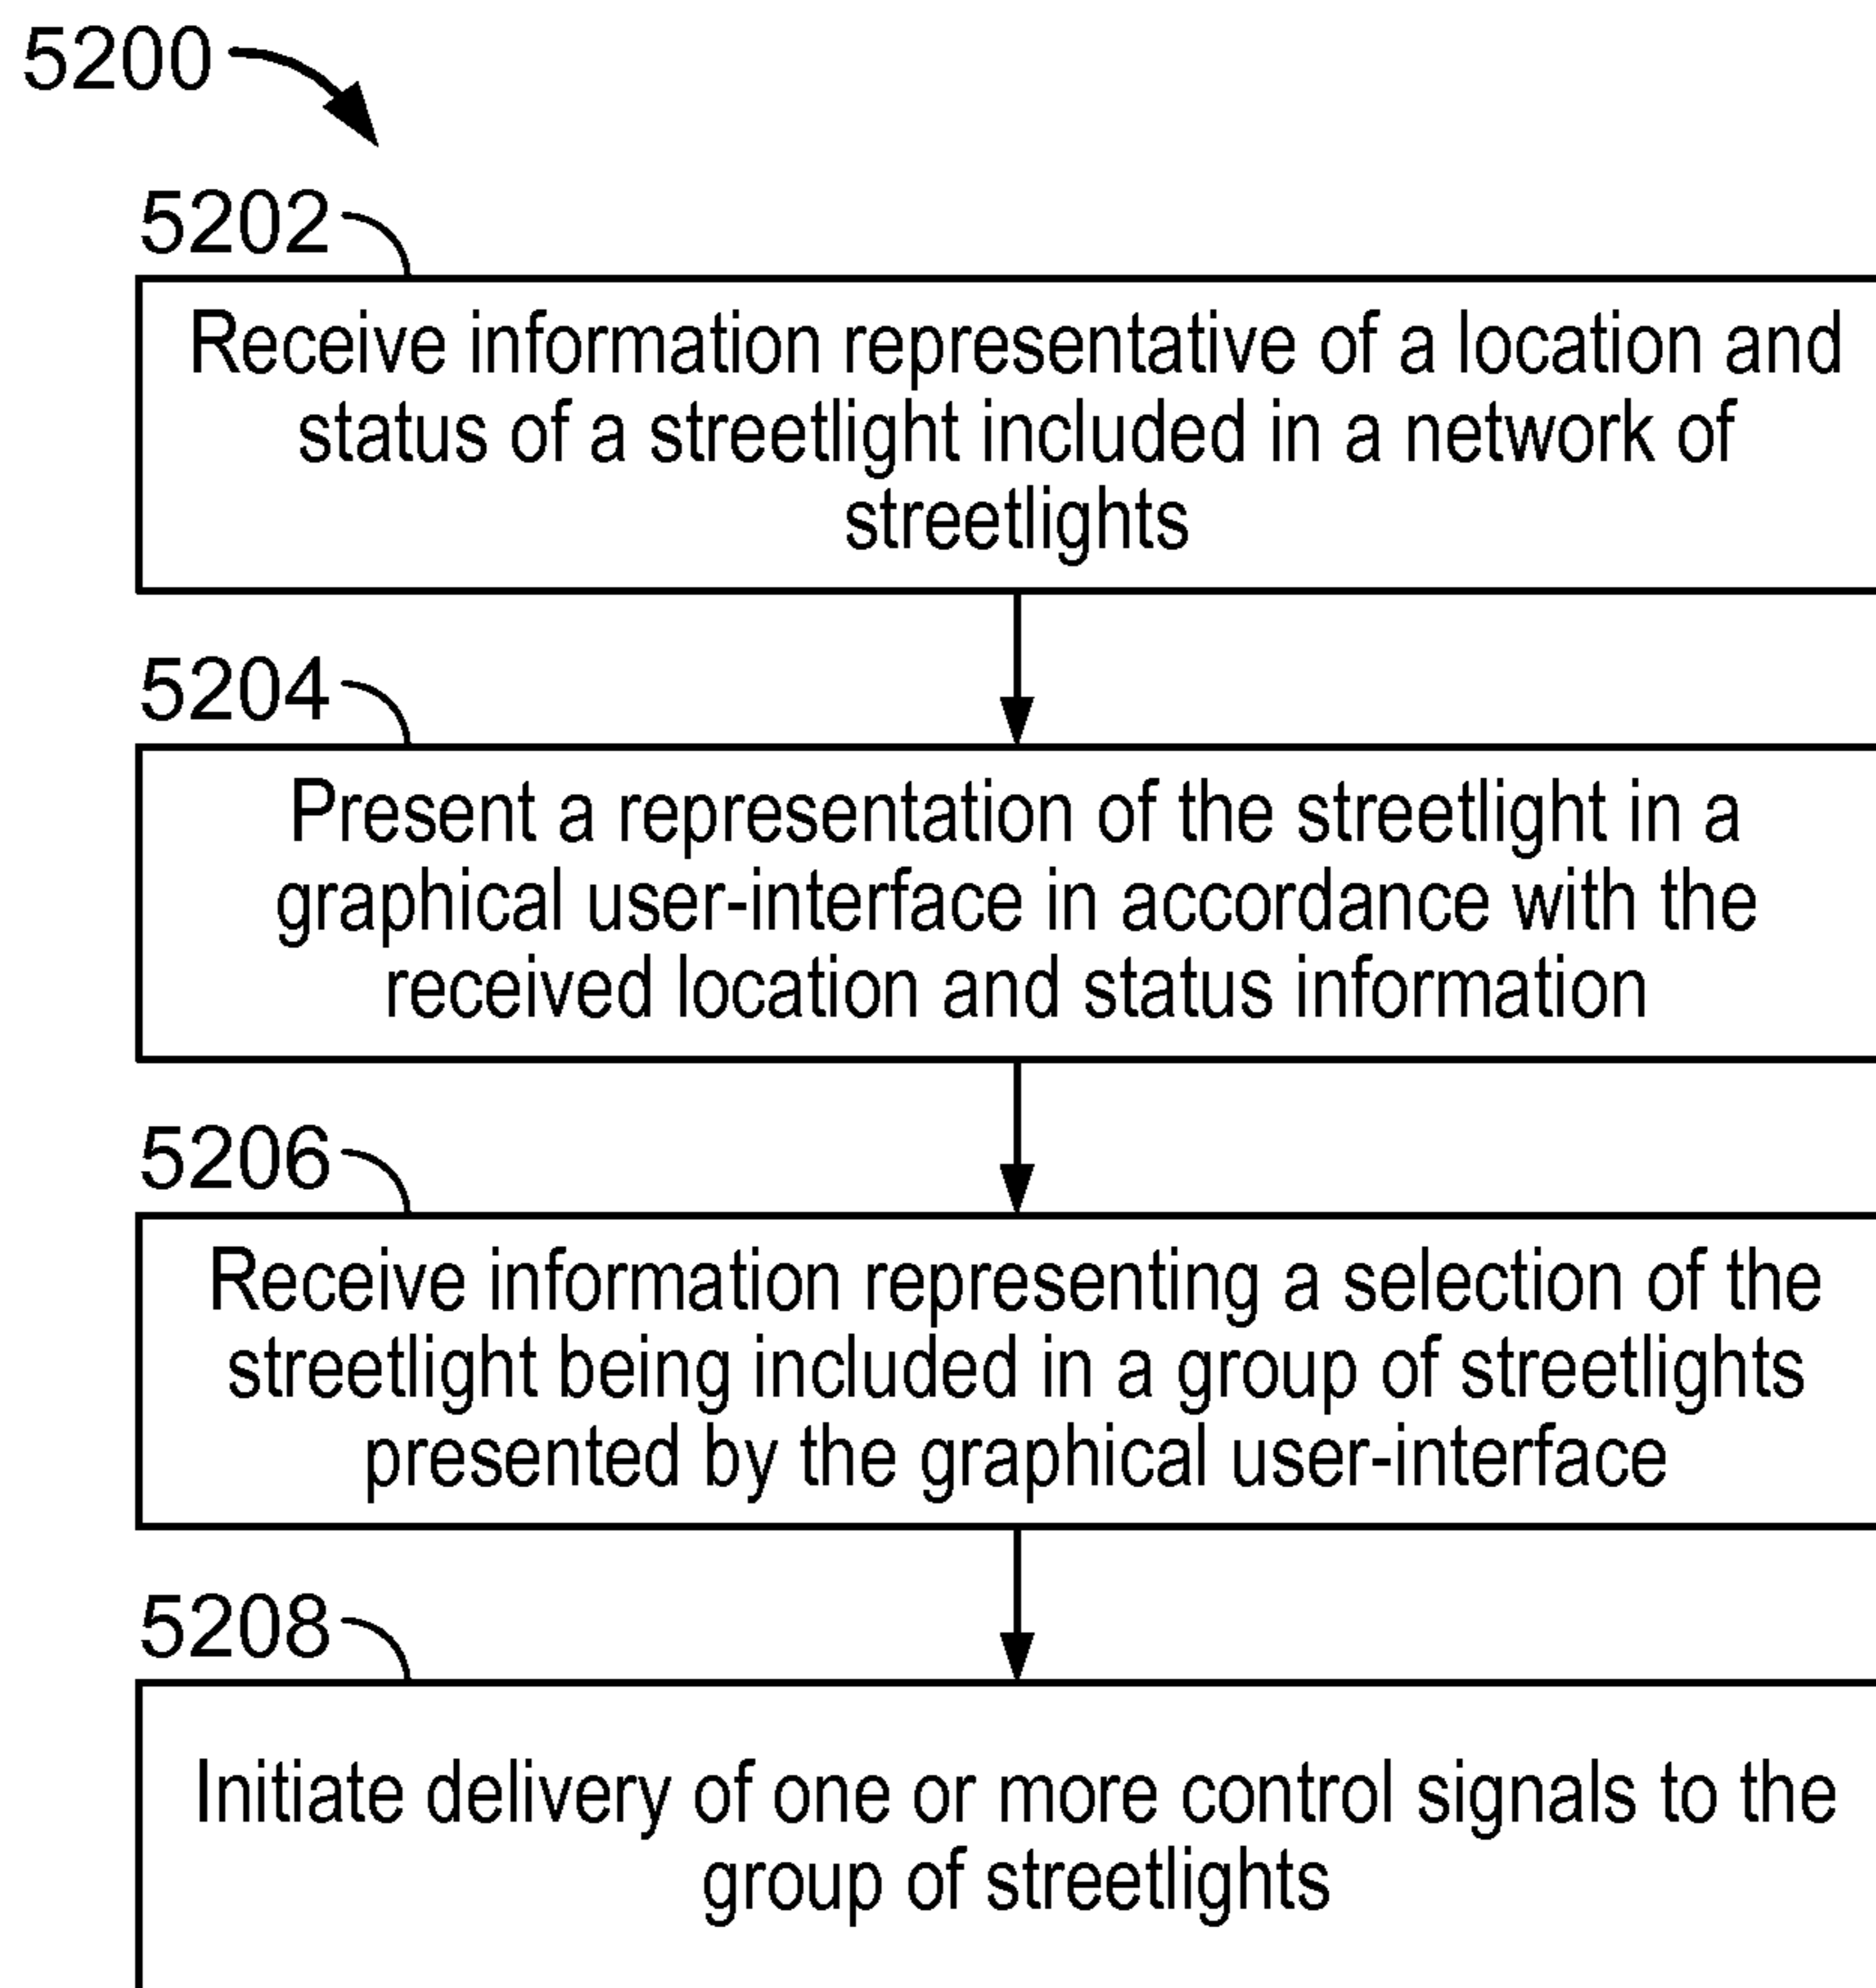 5200
5202
Receive information representative of a location and
status of a streetlight included in a network of
streetlights
5204
Present a representation of the streetlight in a
graphical user-interface in accordance with the
received location and status information
5206
Receive information representing a selection of the
streetlight being included in a group of streetlights
presented by the graphical user-interface
5208
Initiate delivery of one or more control signals to the
group of streetlights